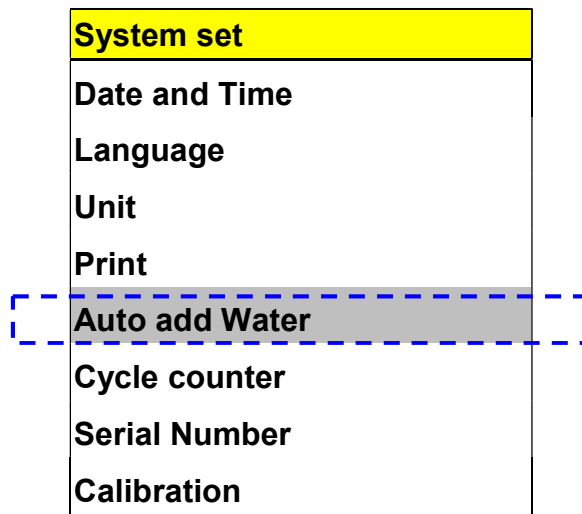 System set
Date and Time
Language
Unit
Print
Auto add Water
Cycle counter
Serial Number
Calibration